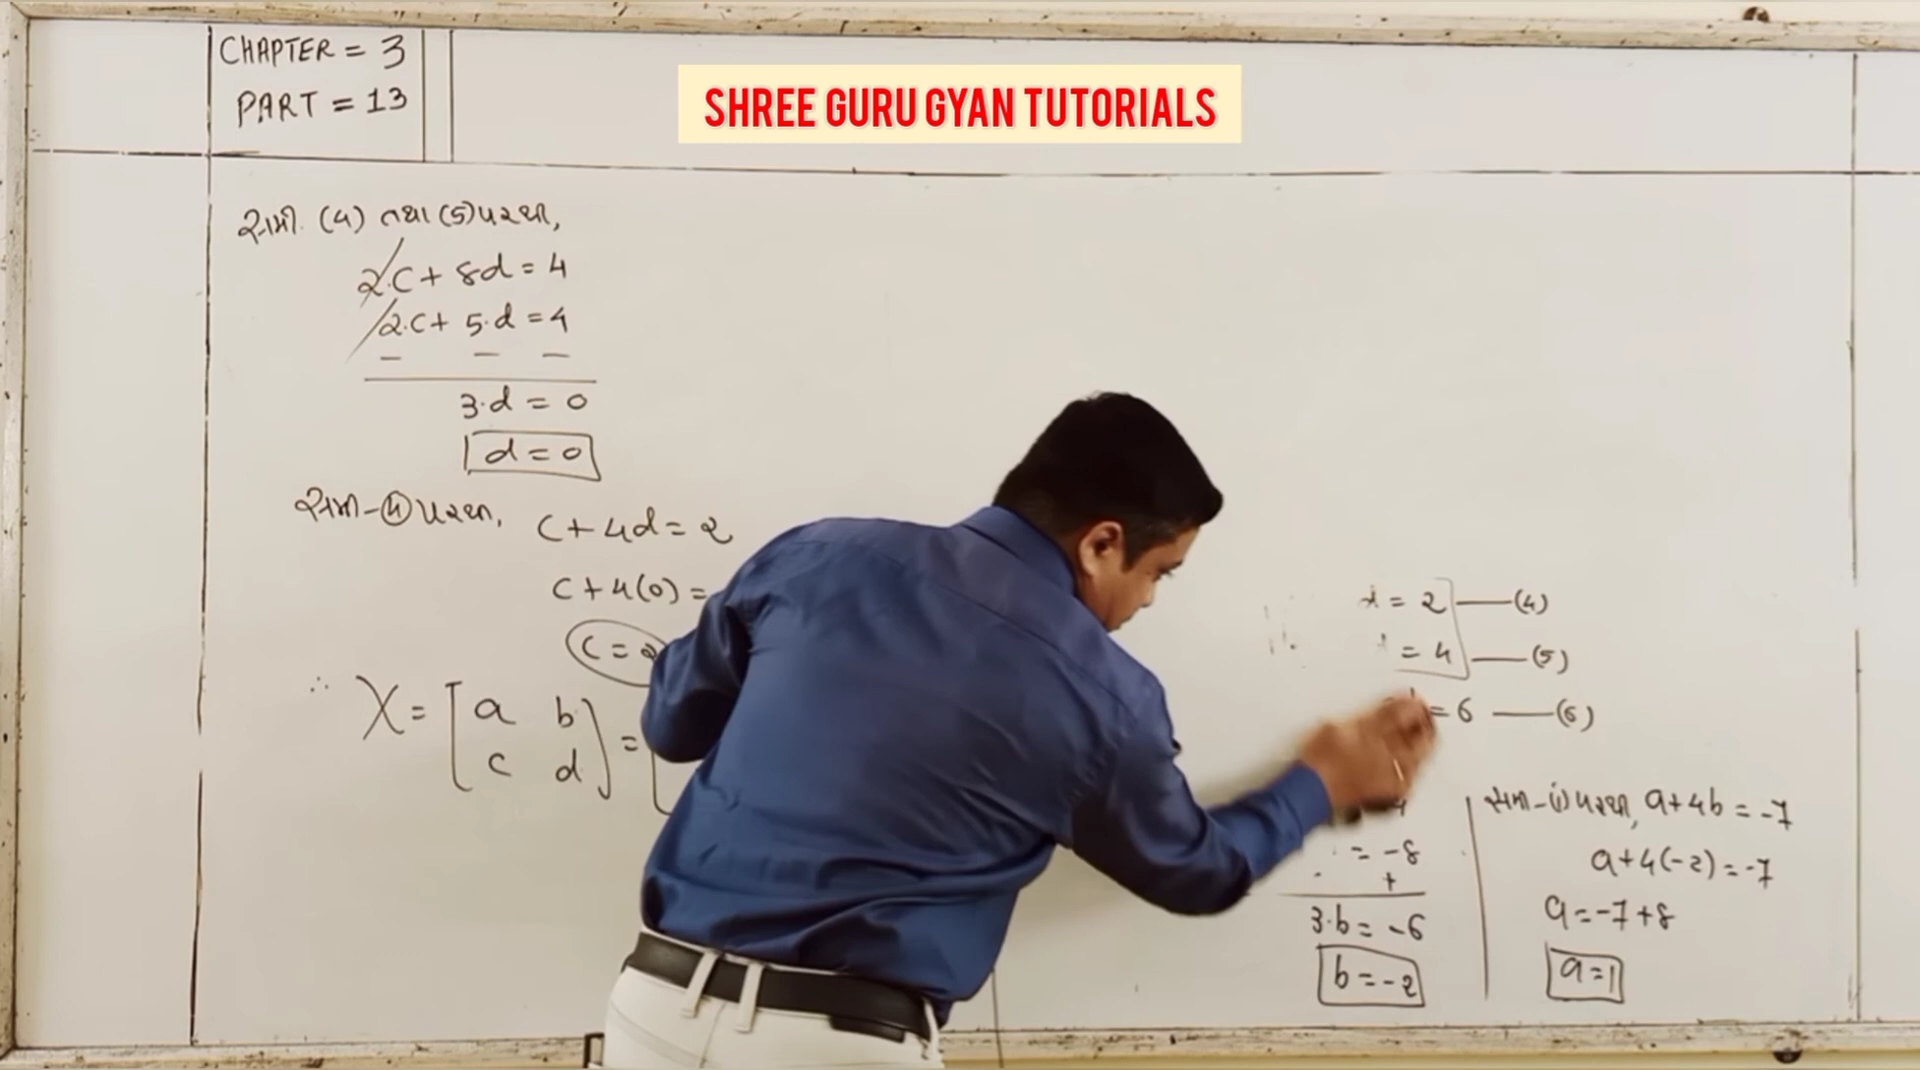 CHAPTER = 3
PART = 13
SHREE GURU GYAN TUTORIALS
સમી. (4) તથા (5) પરથી,
2.c + 8d = 4
2.c + 5.d = 4
— — —
3.d = 0
d = 0
સમી-④ પરથી, c + 4d = 2
c + 4(0) =
c = 2
∴ X = [ a b
c d ] =
= 2 —(4)
= 4 —(5)
= 6 —(6)
= -8
+
3.b = -6
b = -2
સમી-(1) પરથી, a + 4b = -7
a + 4(-2) = -7
a = -7 + 8
a = 1